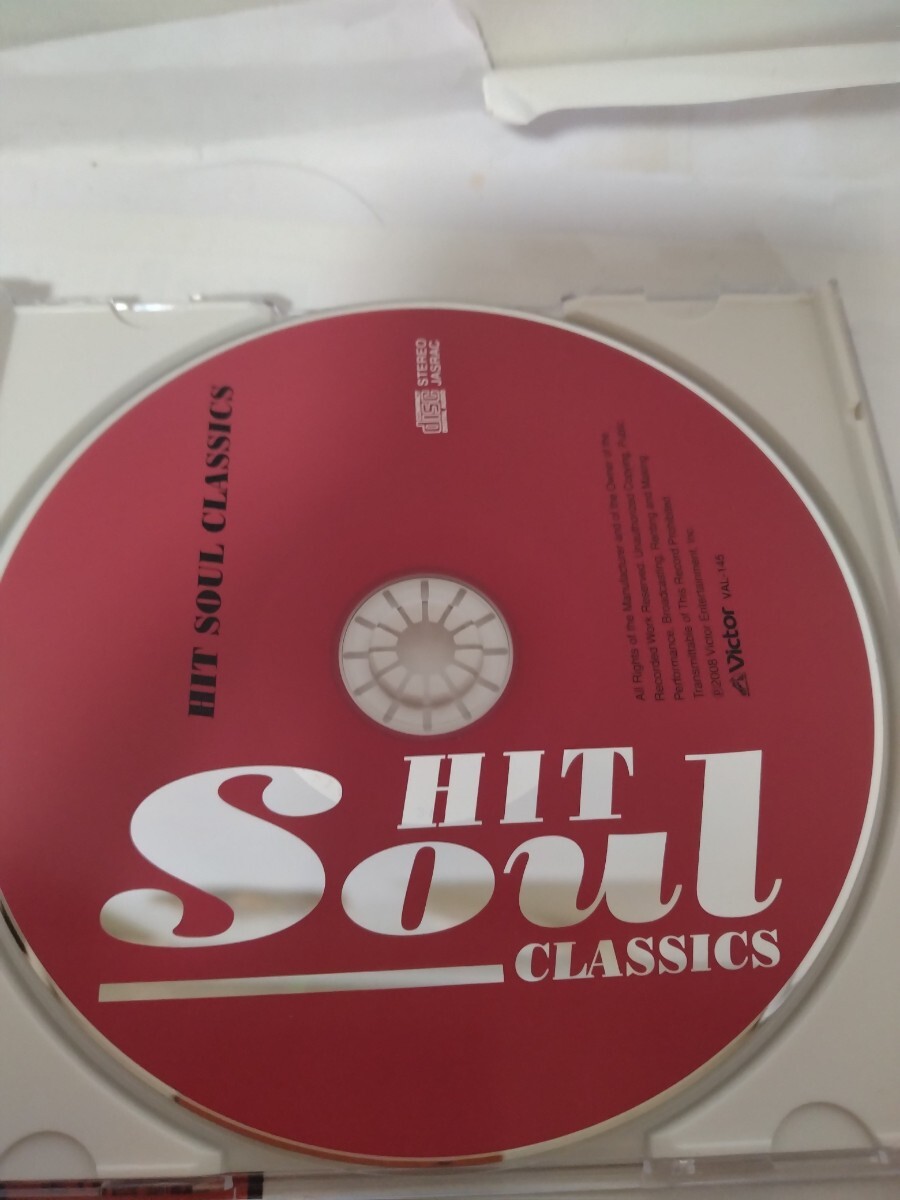 HIT SOUL CLASSICS
disc
STEREO
JASRAC
All Rights of the Manufacturer and of the Owner of the
Recorded Work Reserved. Unauthorized Copying, Public
Performance, Broadcasting, Renting and Making
Transmittable of This Record Prohibited
℗2008 Victor Entertainment, Inc.
Victor VAL-146
HIT
Soul
CLASSICS